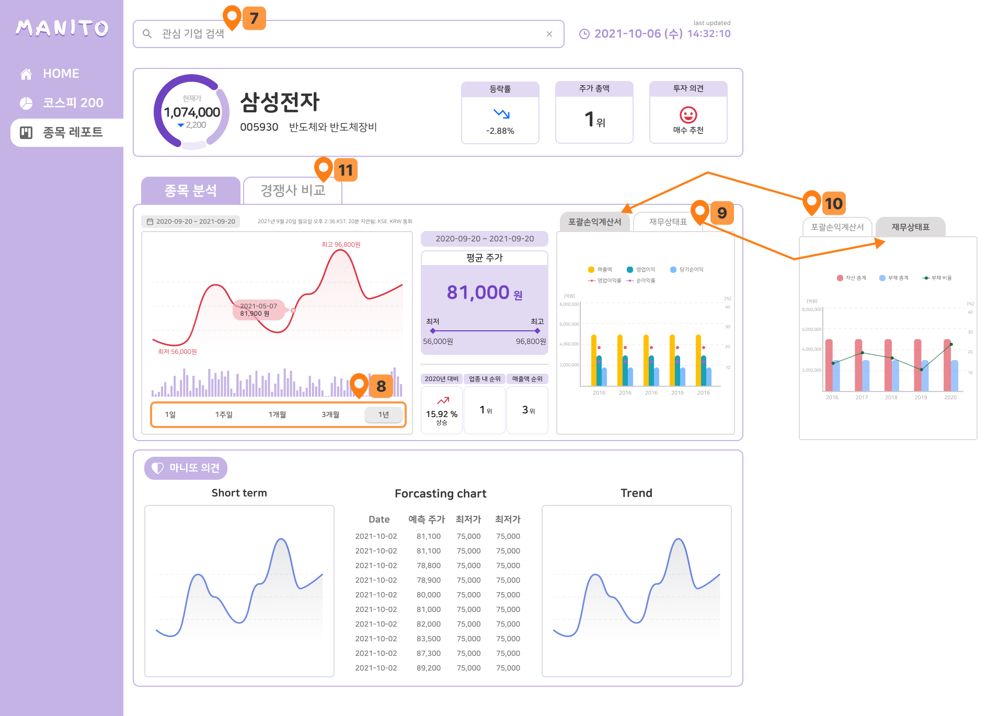 MANITO
HOME
코스피 200
종목 레포트
7
관심 기업 검색
last updated
2021-10-06 (수) 14:32:10
현재가
1,074,000
2,200
삼성전자
005930 반도체와 반도체장비
등락률
-2.88%
주가 총액
1위
투자 의견
매수 추천
11
종목 분석
경쟁사 비교
2020-09-20 ~ 2021-09-20
2021년 9월 20일 월요일 오후 2:36 KST, 20분 지연됨: KSE, KRW 통화
최고 96,800원
2021-05-07
81,900 원
최저 56,000원
8
1일 1주일 1개월 3개월 1년
2020-09-20 ~ 2021-09-20
평균 주가
81,000 원
최저 최고
56,000원 96,800원
2020년 대비 업종 내 순위 매출액 순위
15.92 %
상승
1 위
3 위
9
포괄손익계산서 재무상태표
매출액 영업이익 당기순이익
영업이익률 순이익률
[억원] [%]
8,000,000 40
6,000,000 30
4,000,000 20
2,000,000 10
2016 2016 2016 2016 2016
10
포괄손익계산서 재무상태표
자산 총계 부채 총계 부채 비율
[억원] [%]
8,000,000 40
6,000,000 30
4,000,000 20
2,000,000 10
2016 2017 2018 2019 2020
마니또 의견
Short term
Forcasting chart
Date 예측 주가 최저가 최저가
2021-10-02 81,100 75,000 75,000
2021-10-02 81,100 75,000 75,000
2021-10-02 78,800 75,000 75,000
2021-10-02 78,900 75,000 75,000
2021-10-02 80,000 75,000 75,000
2021-10-02 81,000 75,000 75,000
2021-10-02 82,000 75,000 75,000
2021-10-02 83,500 75,000 75,000
2021-10-02 87,300 75,000 75,000
2021-10-02 89,200 75,000 75,000
Trend